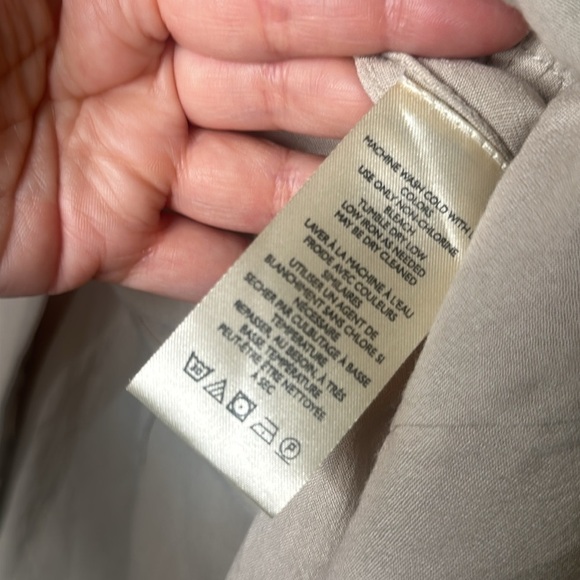 MACHINE WASH COLD WITH
COLORS
USE ONLY NON-CHLORINE
BLEACH
TUMBLE DRY LOW
LOW IRON AS NEEDED
MAY BE DRY CLEANED
LAVER À LA MACHINE À L'EAU
FROIDE AVEC COULEURS
SIMILAIRES
UTILISER UN AGENT DE
BLANCHIMENT SANS CHLORE SI
NÉCESSAIRE
SÉCHER PAR CULBUTAGE À BASSE
TEMPÉRATURE
REPASSER, AU BESOIN, À TRÈS
BASSE TEMPÉRATURE
PEUT-ÊTRE ÊTRE NETTOYÉE
À SEC
30
P